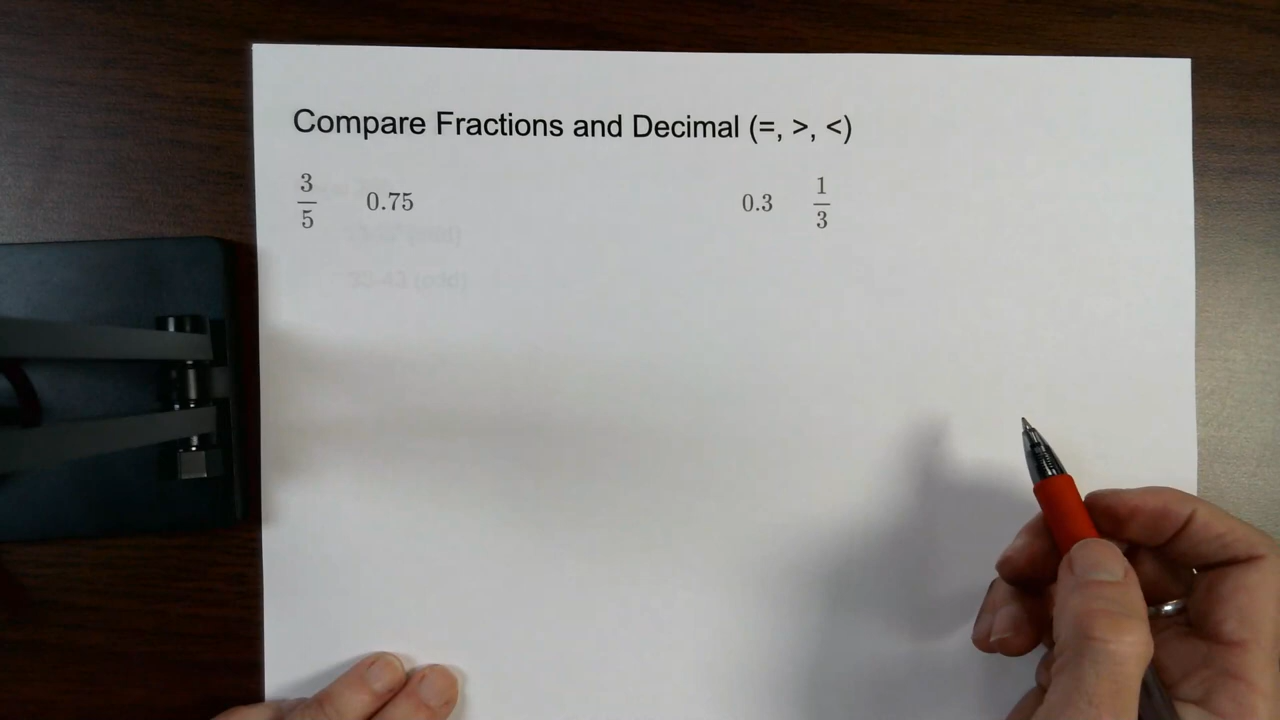 Compare Fractions and Decimal (=, >, <)
3/5 0.75 0.3 1/3